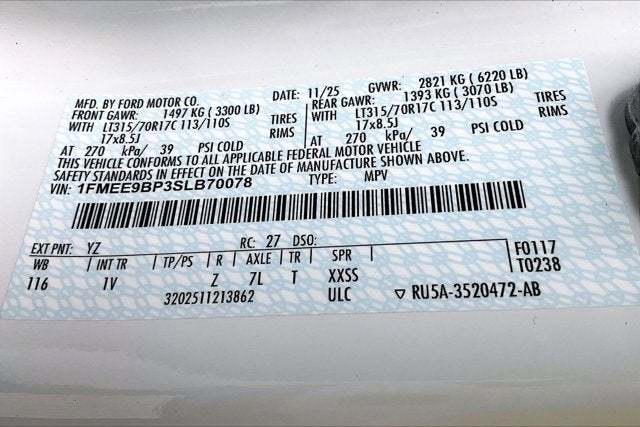 MFD. BY FORD MOTOR CO. DATE: 11/25 GVWR: 2821 KG ( 6220 LB)
FRONT GAWR: 1497 KG ( 3300 LB) REAR GAWR: 1393 KG ( 3070 LB)
WITH LT315/70R17C 113/110S TIRES WITH LT315/70R17C 113/110S TIRES
17x8.5J RIMS 17x8.5J RIMS
AT 270 kPa/ 39 PSI COLD AT 270 kPa/ 39 PSI COLD
THIS VEHICLE CONFORMS TO ALL APPLICABLE FEDERAL MOTOR VEHICLE
SAFETY STANDARDS IN EFFECT ON THE DATE OF MANUFACTURE SHOWN ABOVE.
VIN: 1FMEE9BP3SLB70078 TYPE: MPV
EXT PNT: YZ RC: 27 DSO: F0117
WB INT TR TP/PS R AXLE TR SPR T0238
116 1V Z 7L T XXSS
3202511213862 ULC ▽ RU5A-3520472-AB